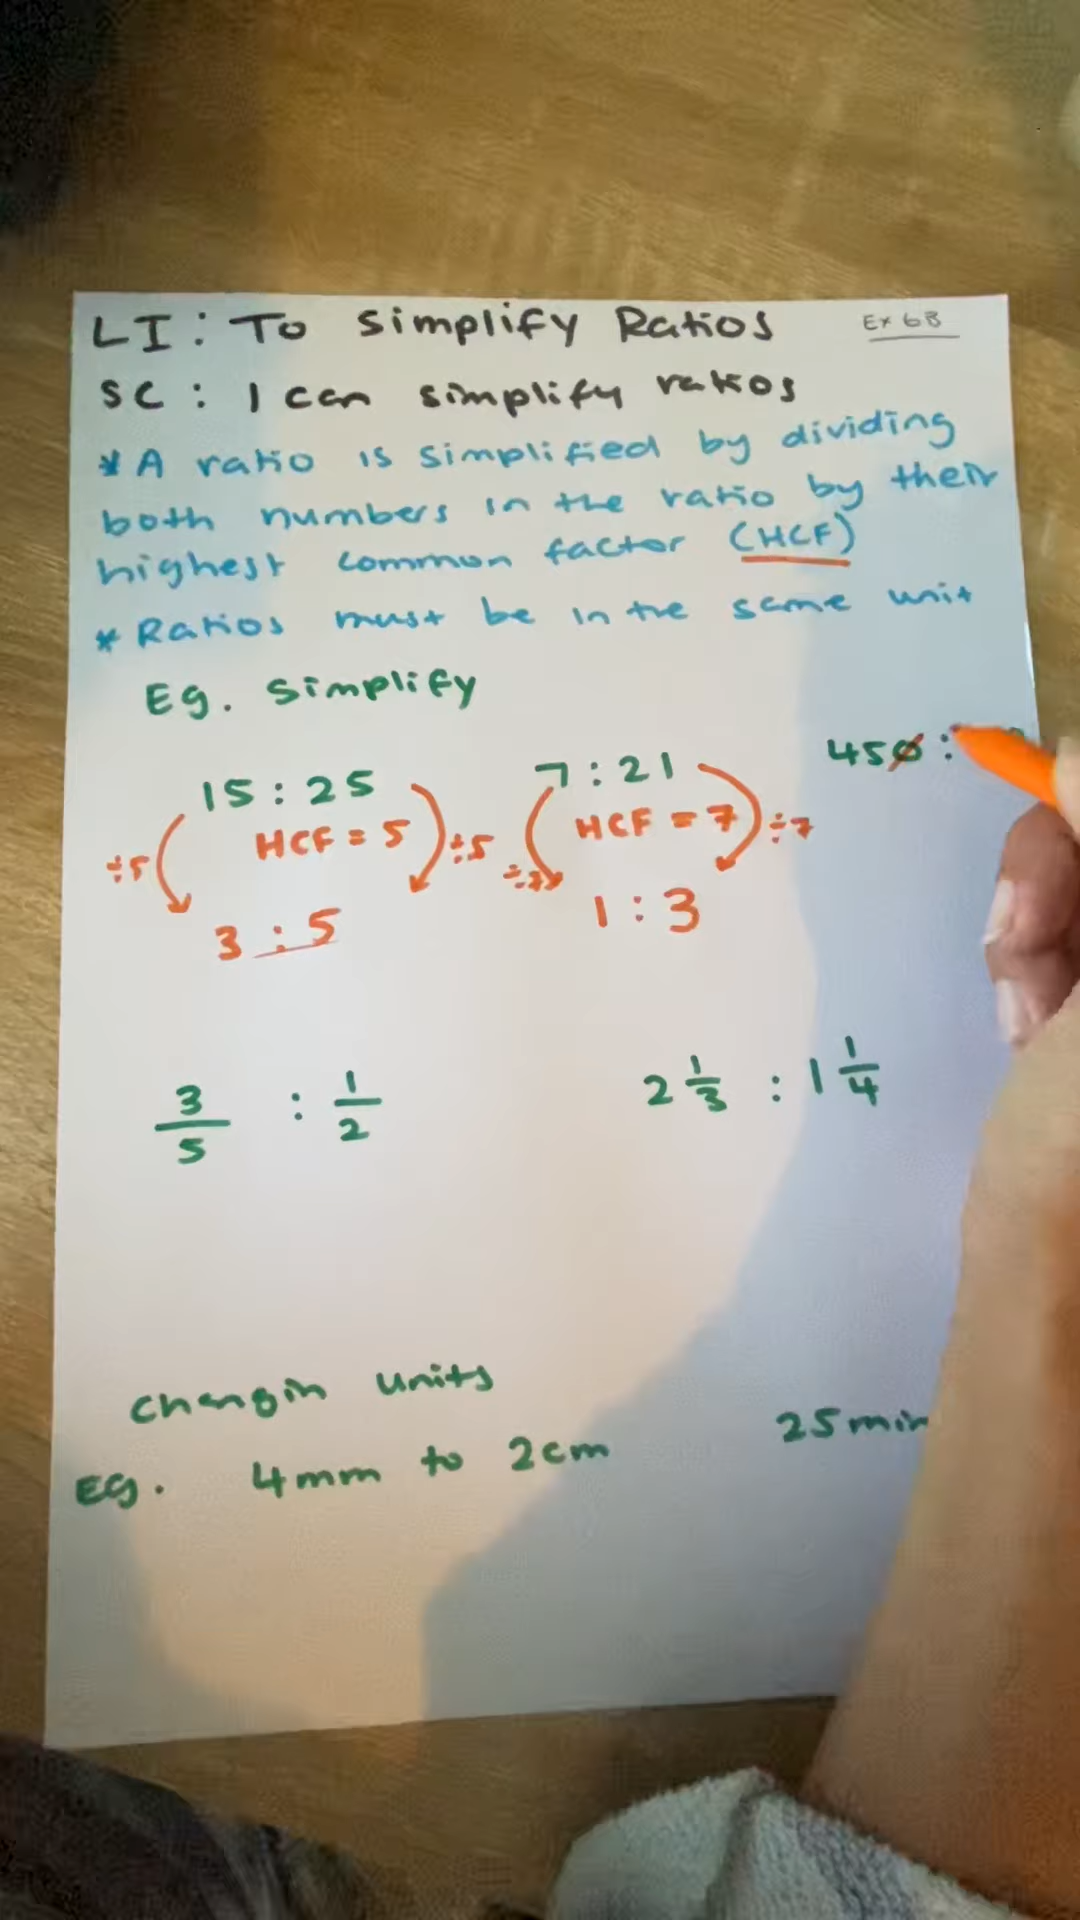 LI: To Simplify Ratios Ex 6B
SC: I can simplify ratios
* A ratio is simplified by dividing
both numbers in the ratio by their
highest common factor (HCF)
* Ratios must be in the same unit
Eg. Simplify
15 : 25 7 : 21 450 :
÷5 HCF = 5 ÷5 ÷7 HCF = 7 ÷7
3 : 5 1 : 3
3/5 : 1/2 2 1/3 : 1 1/4
Changin units
EG. 4mm to 2cm 25 min